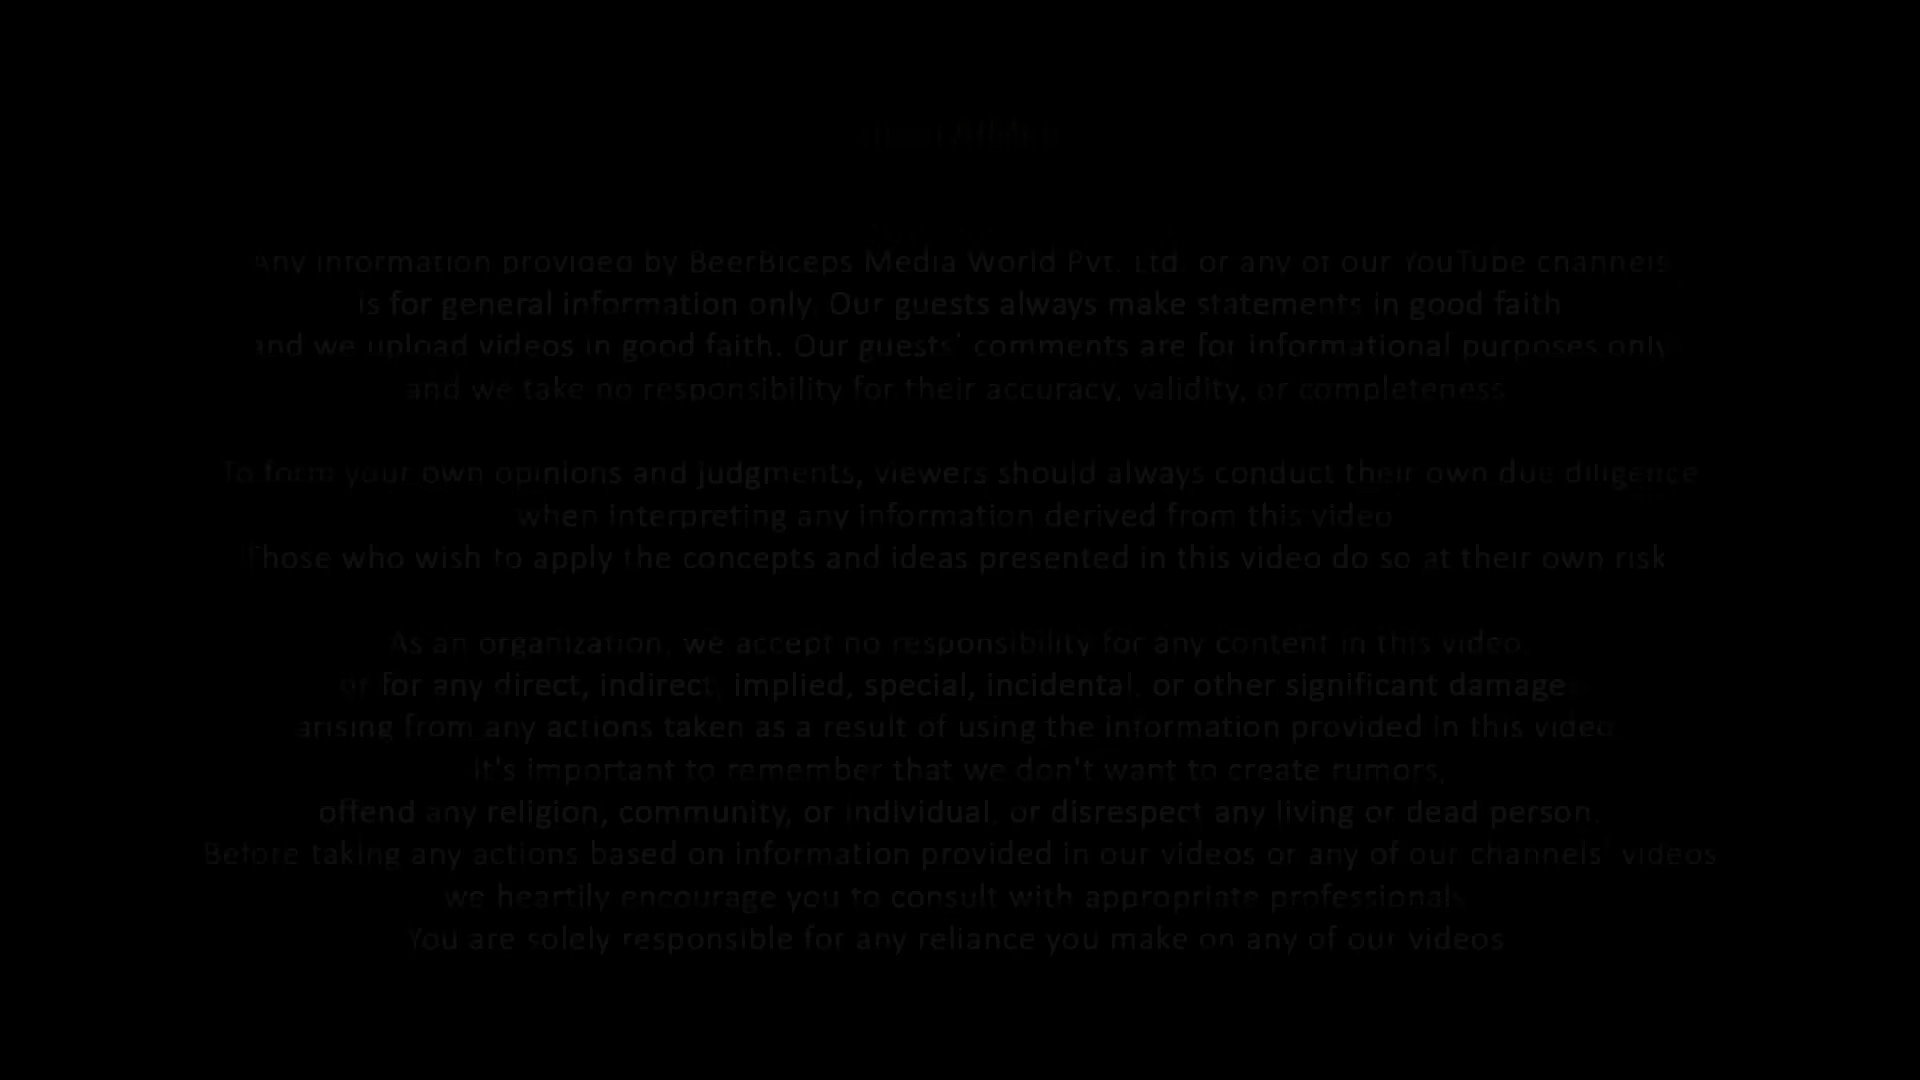 Any information provided by BeerBiceps Media World Pvt. Ltd. or any of our YouTube channels
is for general information only. Our guests always make statements in good faith
and we upload videos in good faith. Our guests' comments are for informational purposes only
and we take no responsibility for their accuracy, validity, or completeness
To form your own opinions and judgments, viewers should always conduct their own due diligence
when interpreting any information derived from this video
Those who wish to apply the concepts and ideas presented in this video do so at their own risk
As an organization, we accept no responsibility for any content in this video,
or for any direct, indirect, implied, special, incidental, or other significant damage
arising from any actions taken as a result of using the information provided in this video
It's important to remember that we don't want to create rumors,
offend any religion, community, or individual, or disrespect any living or dead person.
Before taking any actions based on information provided in our videos or any of our channels' videos
we heartily encourage you to consult with appropriate professionals
You are solely responsible for any reliance you make on any of our videos